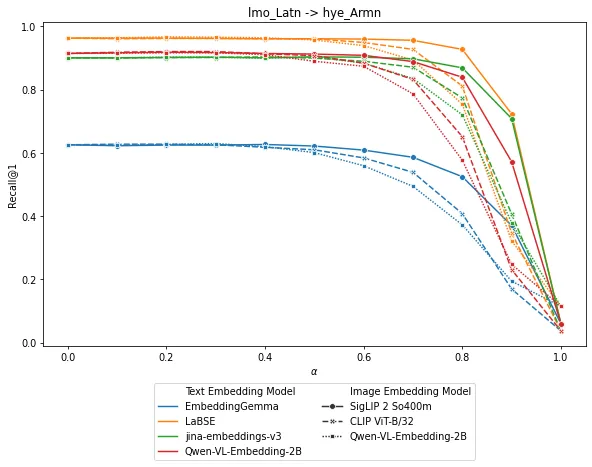 lmo_Latn -> hye_Armn
1.0
0.8
0.6
0.4
0.2
0.0
Recall@1
0.0 0.2 0.4 0.6 0.8 1.0
α
Text Embedding Model Image Embedding Model
EmbeddingGemma SigLIP 2 So400m
LaBSE CLIP ViT-B/32
jina-embeddings-v3 Qwen-VL-Embedding-2B
Qwen-VL-Embedding-2B